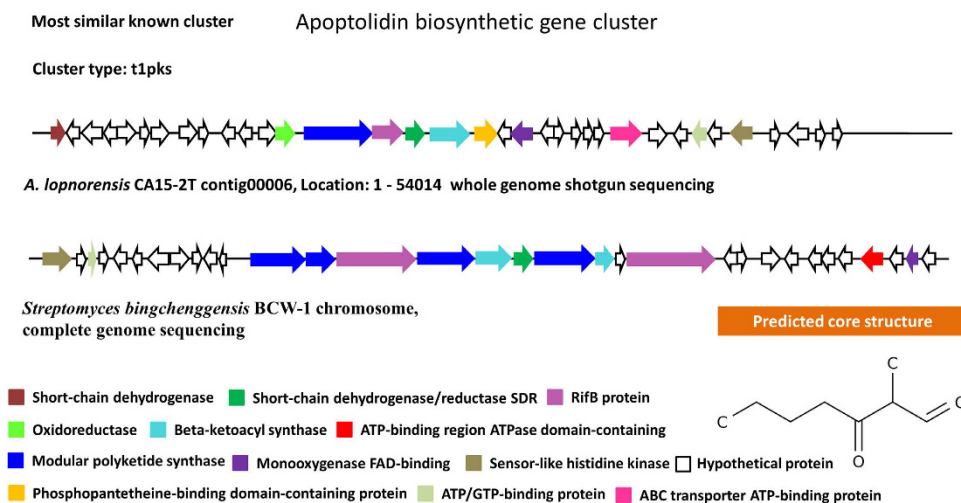 Most similar known cluster
Apoptolidin biosynthetic gene cluster
Cluster type: t1pks
A. lopnorensis CA15-2T contig00006, Location: 1 - 54014 whole genome shotgun sequencing
Streptomyces bingchenggensis BCW-1 chromosome,
complete genome sequencing
Predicted core structure
Short-chain dehydrogenase
Short-chain dehydrogenase/reductase SDR
RifB protein
Oxidoreductase
Beta-ketoacyl synthase
ATP-binding region ATPase domain-containing
Modular polyketide synthase
Monooxygenase FAD-binding
Sensor-like histidine kinase
Hypothetical protein
Phosphopantetheine-binding domain-containing protein
ATP/GTP-binding protein
ABC transporter ATP-binding protein
C
C
O
O